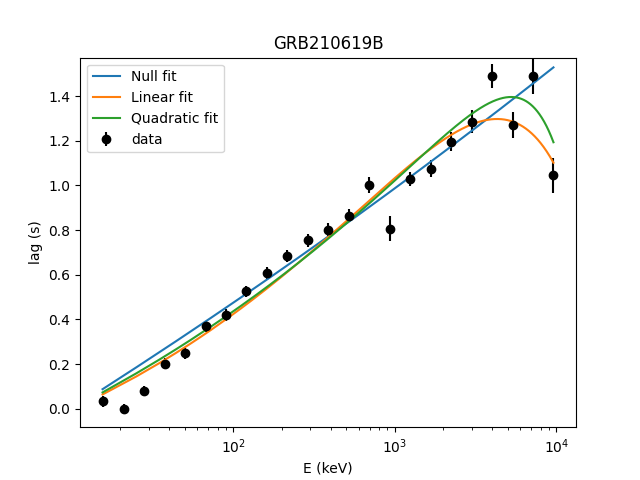 GRB210619B
Null fit
Linear fit
Quadratic fit
data
lag (s)
1.4
1.2
1.0
0.8
0.6
0.4
0.2
0.0
10²
10³
10⁴
E (keV)